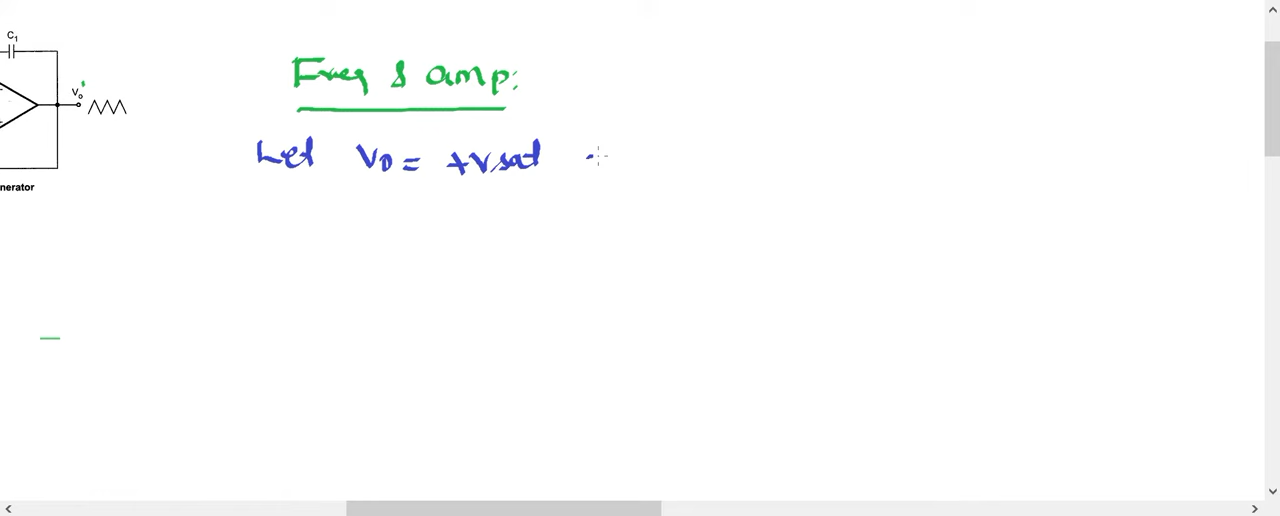 C1
Vo'
nerator
Freq & amp:
Let Vo = +Vsat